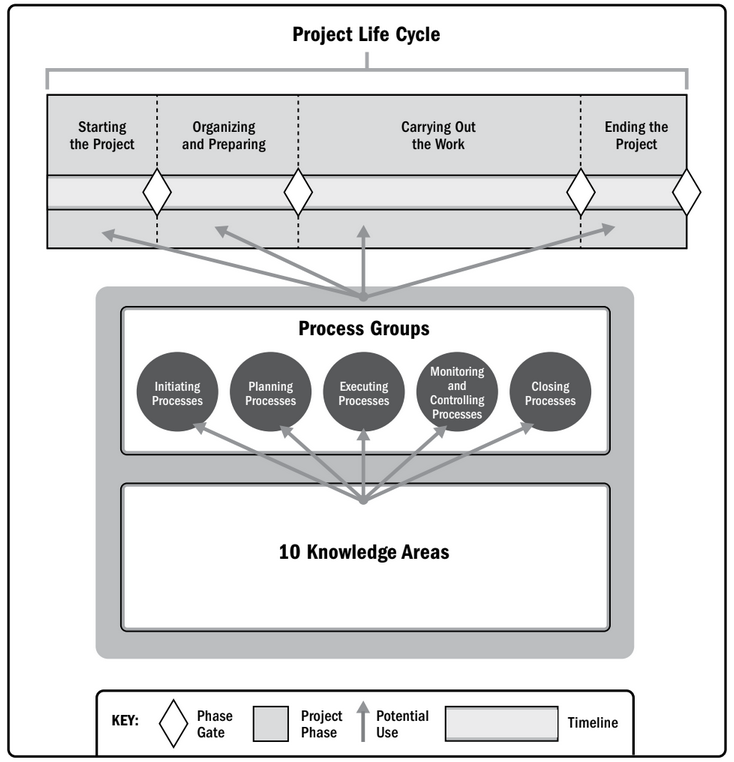 Project Life Cycle
Starting
the Project
Organizing
and Preparing
Carrying Out
the Work
Ending the
Project
Process Groups
Initiating
Processes
Planning
Processes
Executing
Processes
Monitoring
and
Controlling
Processes
Closing
Processes
10 Knowledge Areas
KEY:
Phase
Gate
Project
Phase
Potential
Use
Timeline